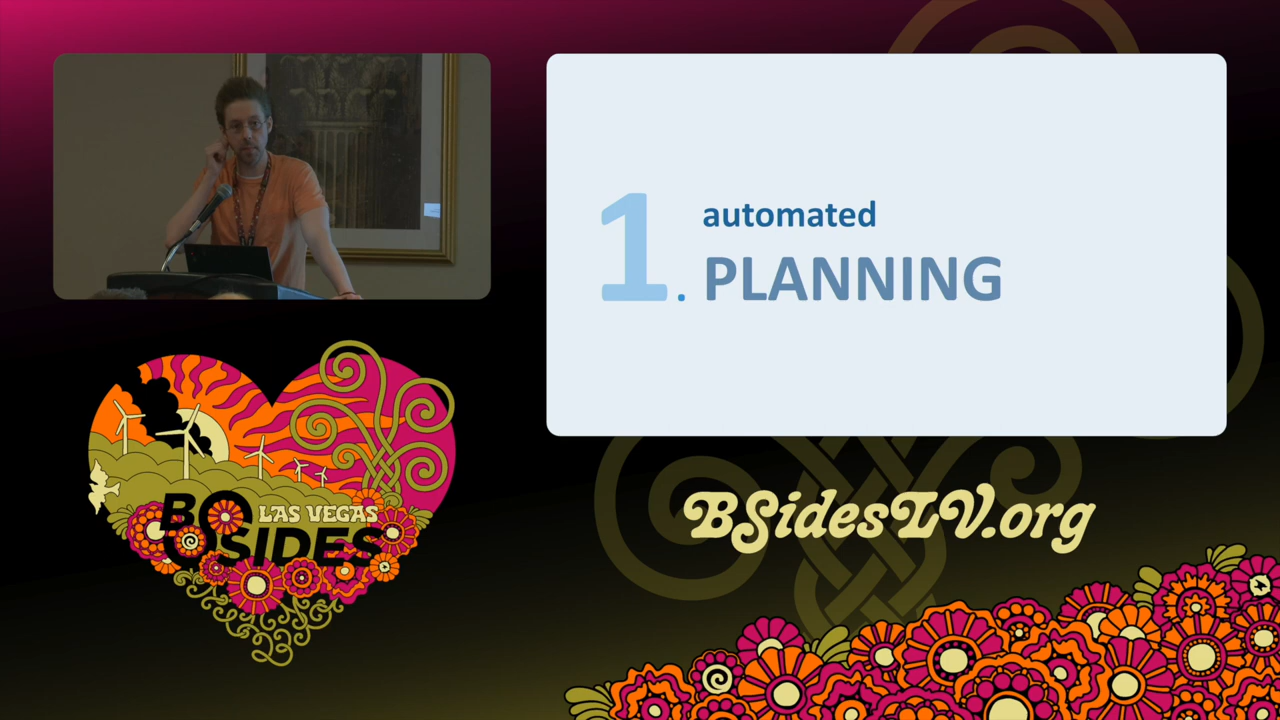 1. automated
PLANNING
BSidesLV.org
LAS VEGAS
BSIDES